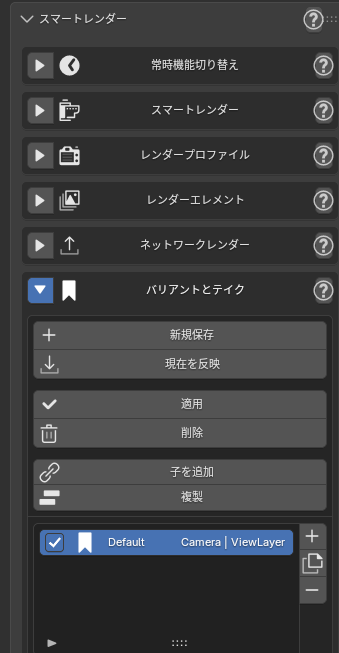 スマートレンダー
常時機能切り替え
スマートレンダー
レンダープロファイル
レンダーエレメント
ネットワークレンダー
バリアントとテイク
新規保存
現在を反映
適用
削除
子を追加
複製
Default Camera | ViewLayer